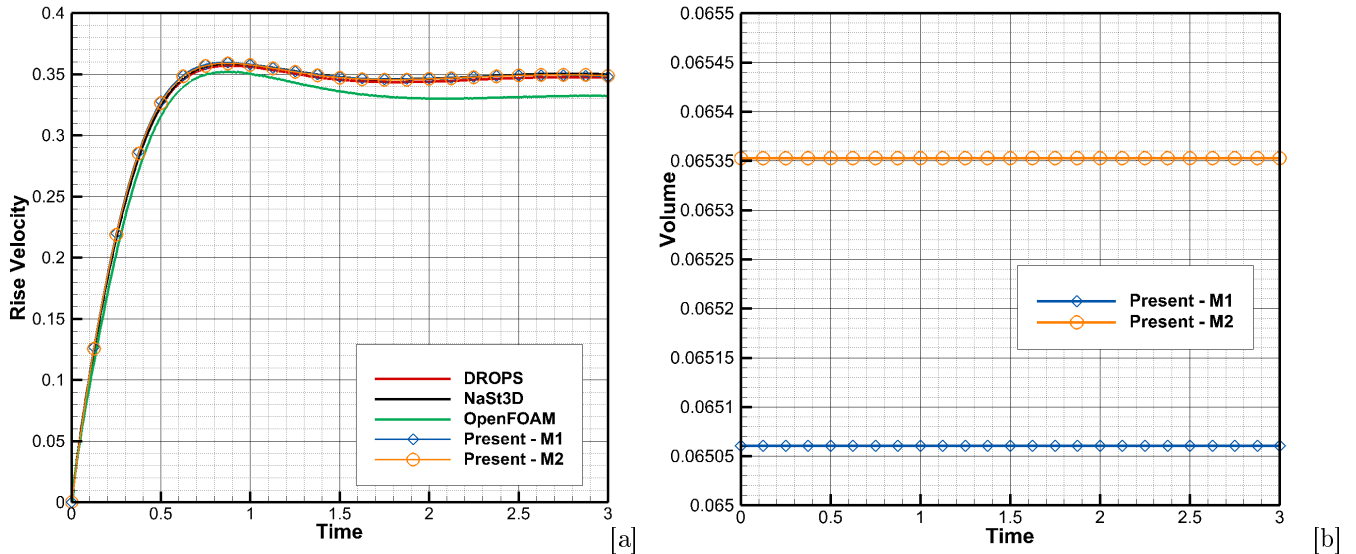 0.4
0.35
0.3
0.25
0.2
0.15
0.1
0.05
0
Rise Velocity
DROPS
NaSt3D
OpenFOAM
Present - M1
Present - M2
0 0.5 1 1.5 2 2.5 3
Time
[a]
0.0655
0.06545
0.0654
0.06535
0.0653
0.06525
0.0652
0.06515
0.0651
0.06505
0.065
Volume
Present - M1
Present - M2
0 0.5 1 1.5 2 2.5 3
Time
[b]